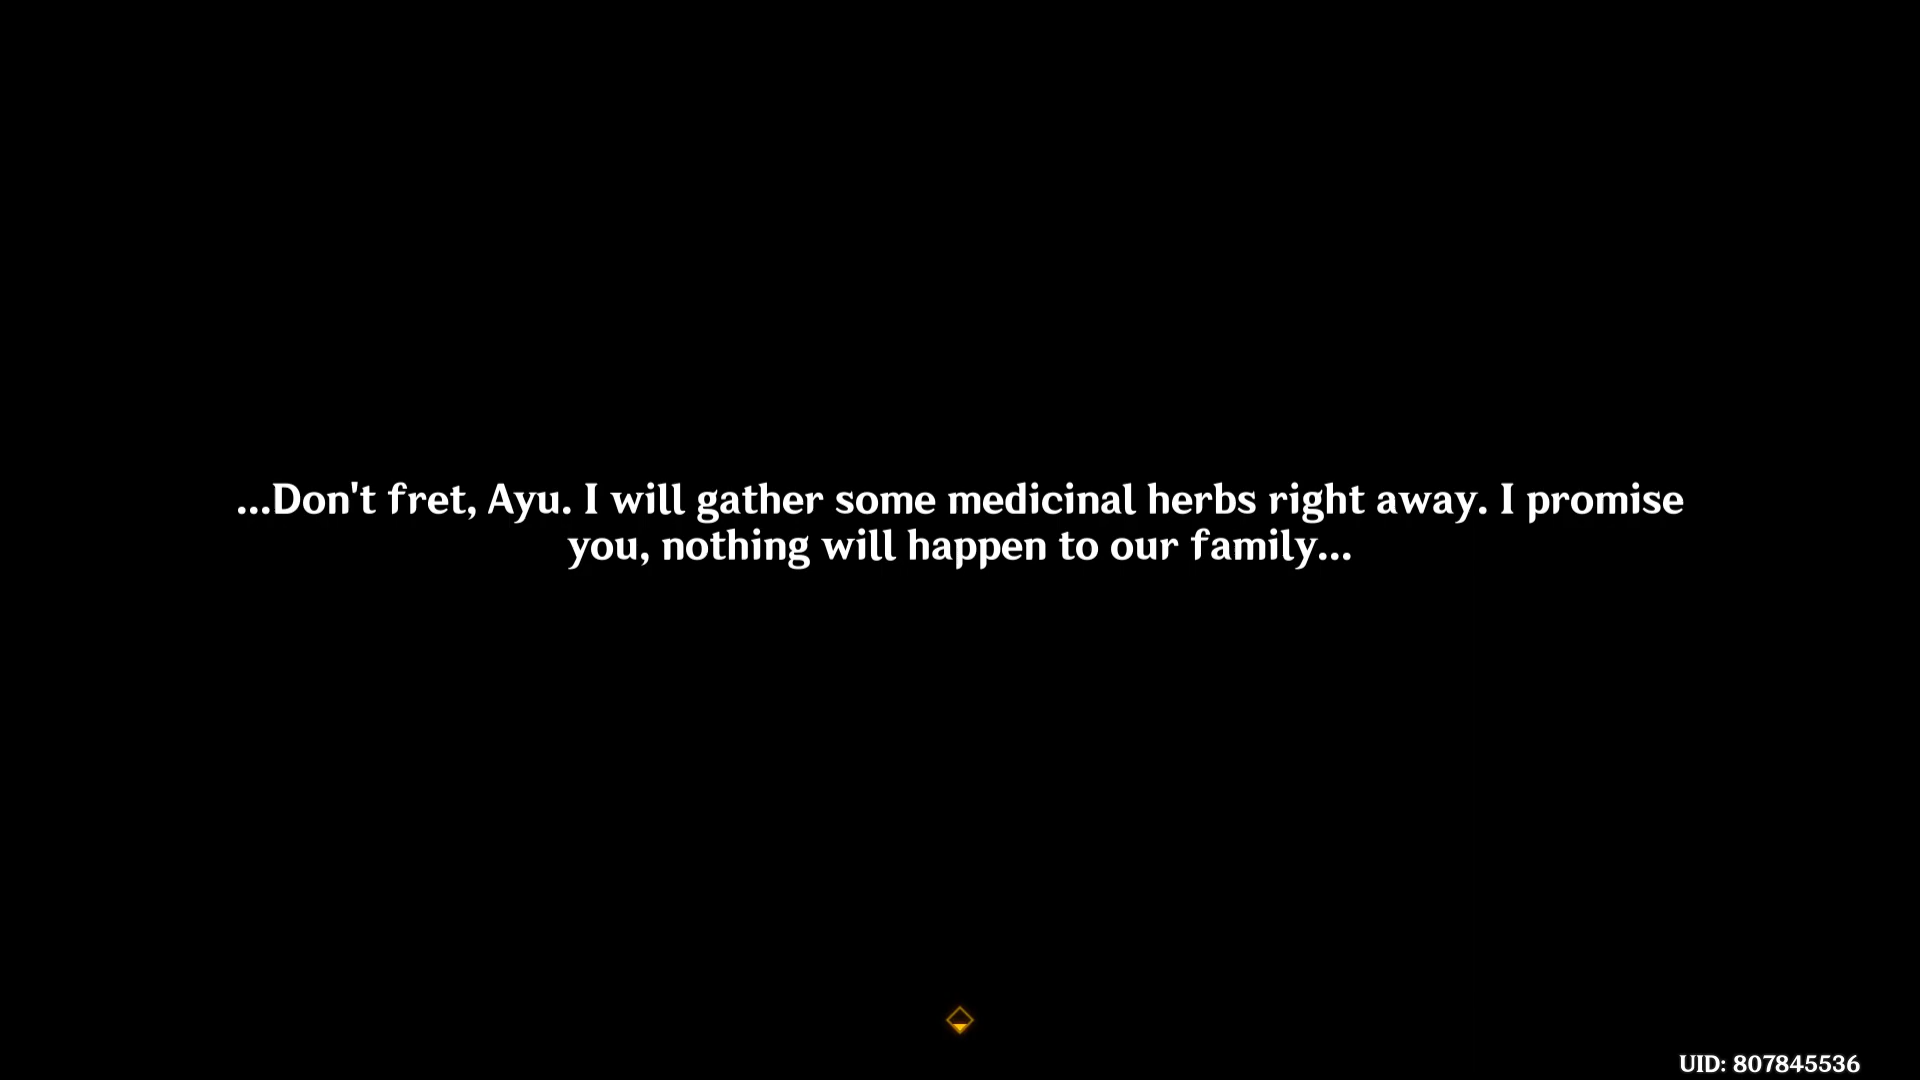 ...Don't fret, Ayu. I will gather some medicinal herbs right away. I promise
you, nothing will happen to our family...
UID: 807845536